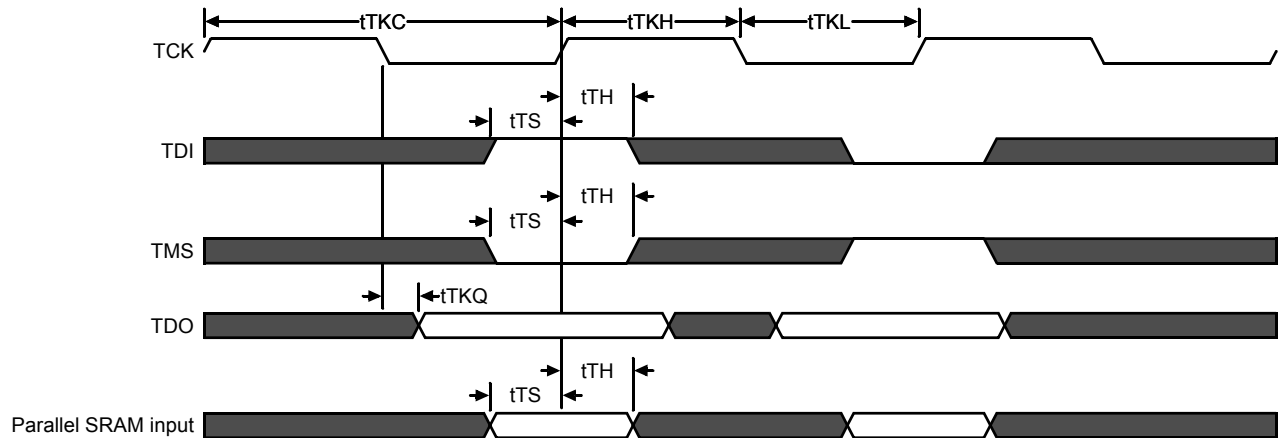 tTKC tTKH tTKL
TCK
tTH
tTS
TDI
tTH
tTS
TMS
tTKQ
TDO
tTH
tTS
Parallel SRAM input